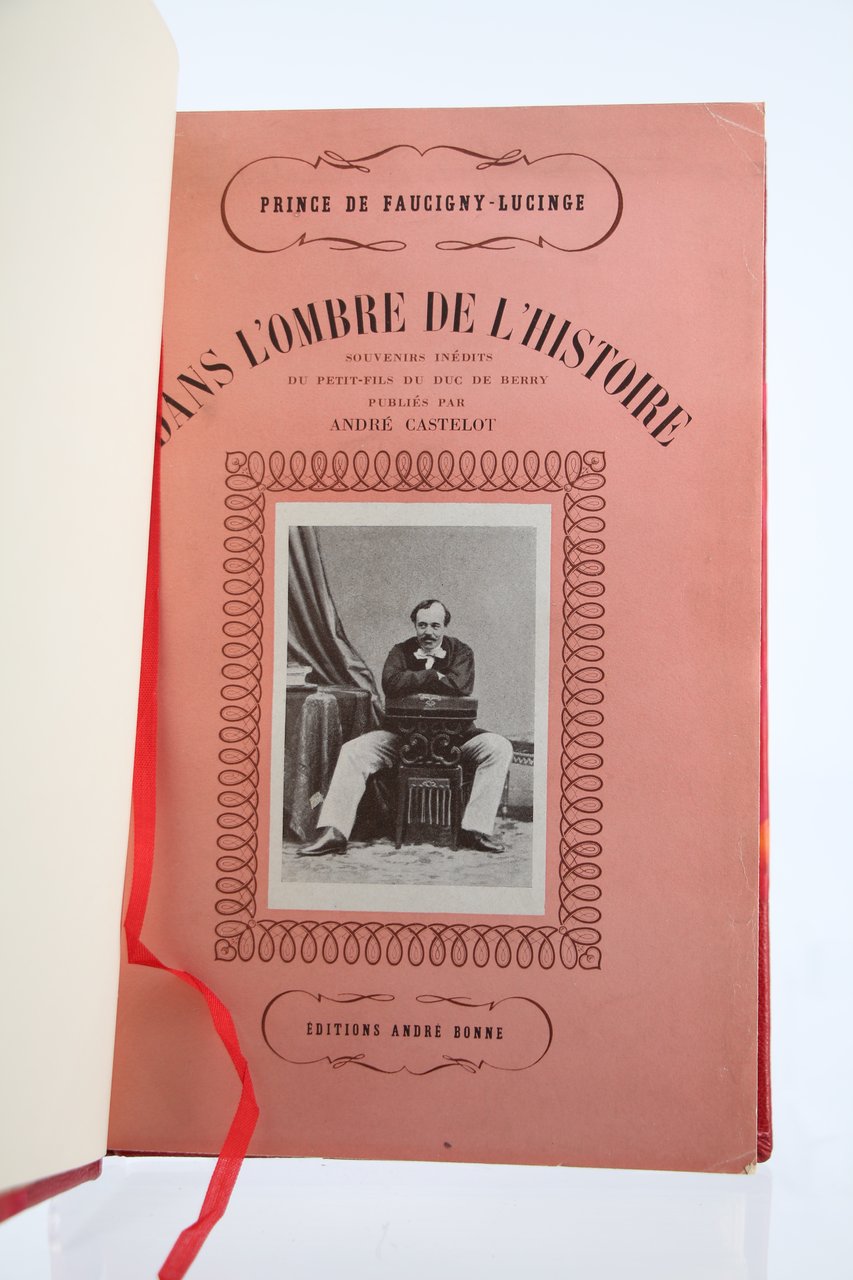 PRINCE DE FAUCIGNY-LUCINGE
DANS L'OMBRE DE L'HISTOIRE
SOUVENIRS INÉDITS
DU PETIT-FILS DU DUC DE BERRY
PUBLIÉS PAR
ANDRÉ CASTELOT
ÉDITIONS ANDRÉ BONNE